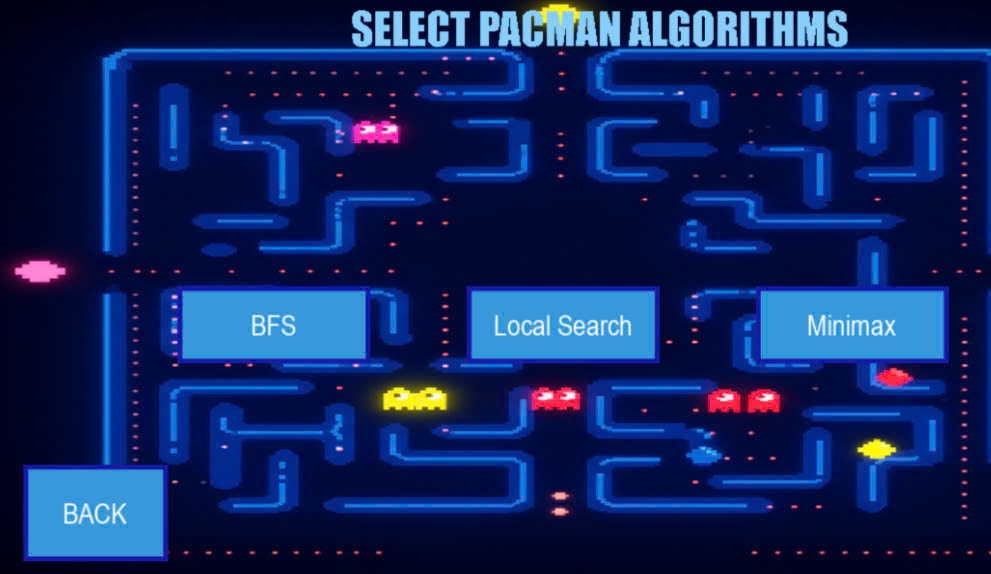 SELECT PACMAN ALGORITHMS
BFS
Local Search
Minimax
BACK